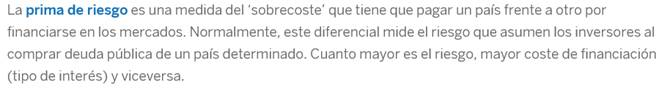 La prima de riesgo es una medida del ‘sobrecoste’ que tiene que pagar un país frente a otro por
financiarse en los mercados. Normalmente, este diferencial mide el riesgo que asumen los inversores al
comprar deuda pública de un país determinado. Cuanto mayor es el riesgo, mayor coste de financiación
(tipo de interés) y viceversa.